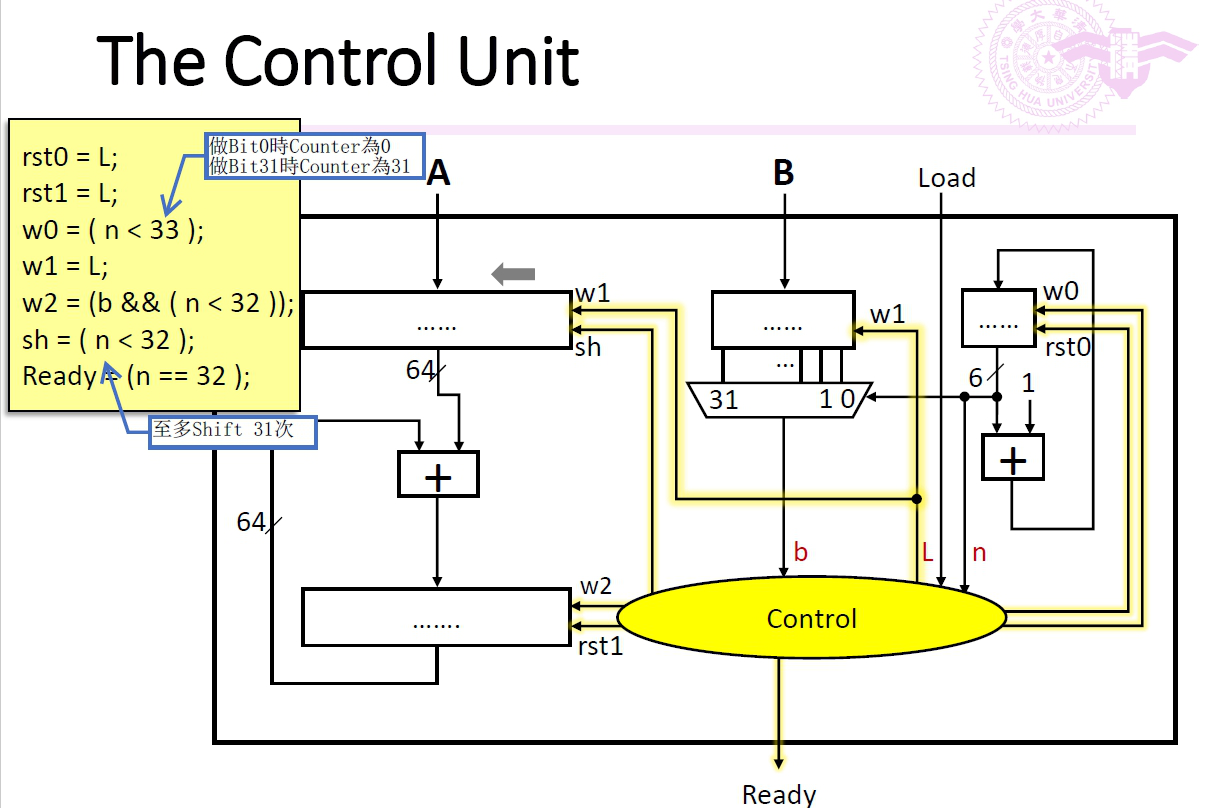 The Control Unit
TSING HUA UNIVERSITY
rst0 = L;
rst1 = L;
w0 = ( n < 33 );
w1 = L;
w2 = (b && ( n < 32 ));
sh = ( n < 32 );
Ready = (n == 32 );
做Bit0時Counter為0
做Bit31時Counter為31
至多Shift 31次
A
B
Load
w1
sh
w1
w0
rst0
……
……
……
...
64
31
1 0
6
1
+
+
64
b
L
n
w2
rst1
…….
Control
Ready